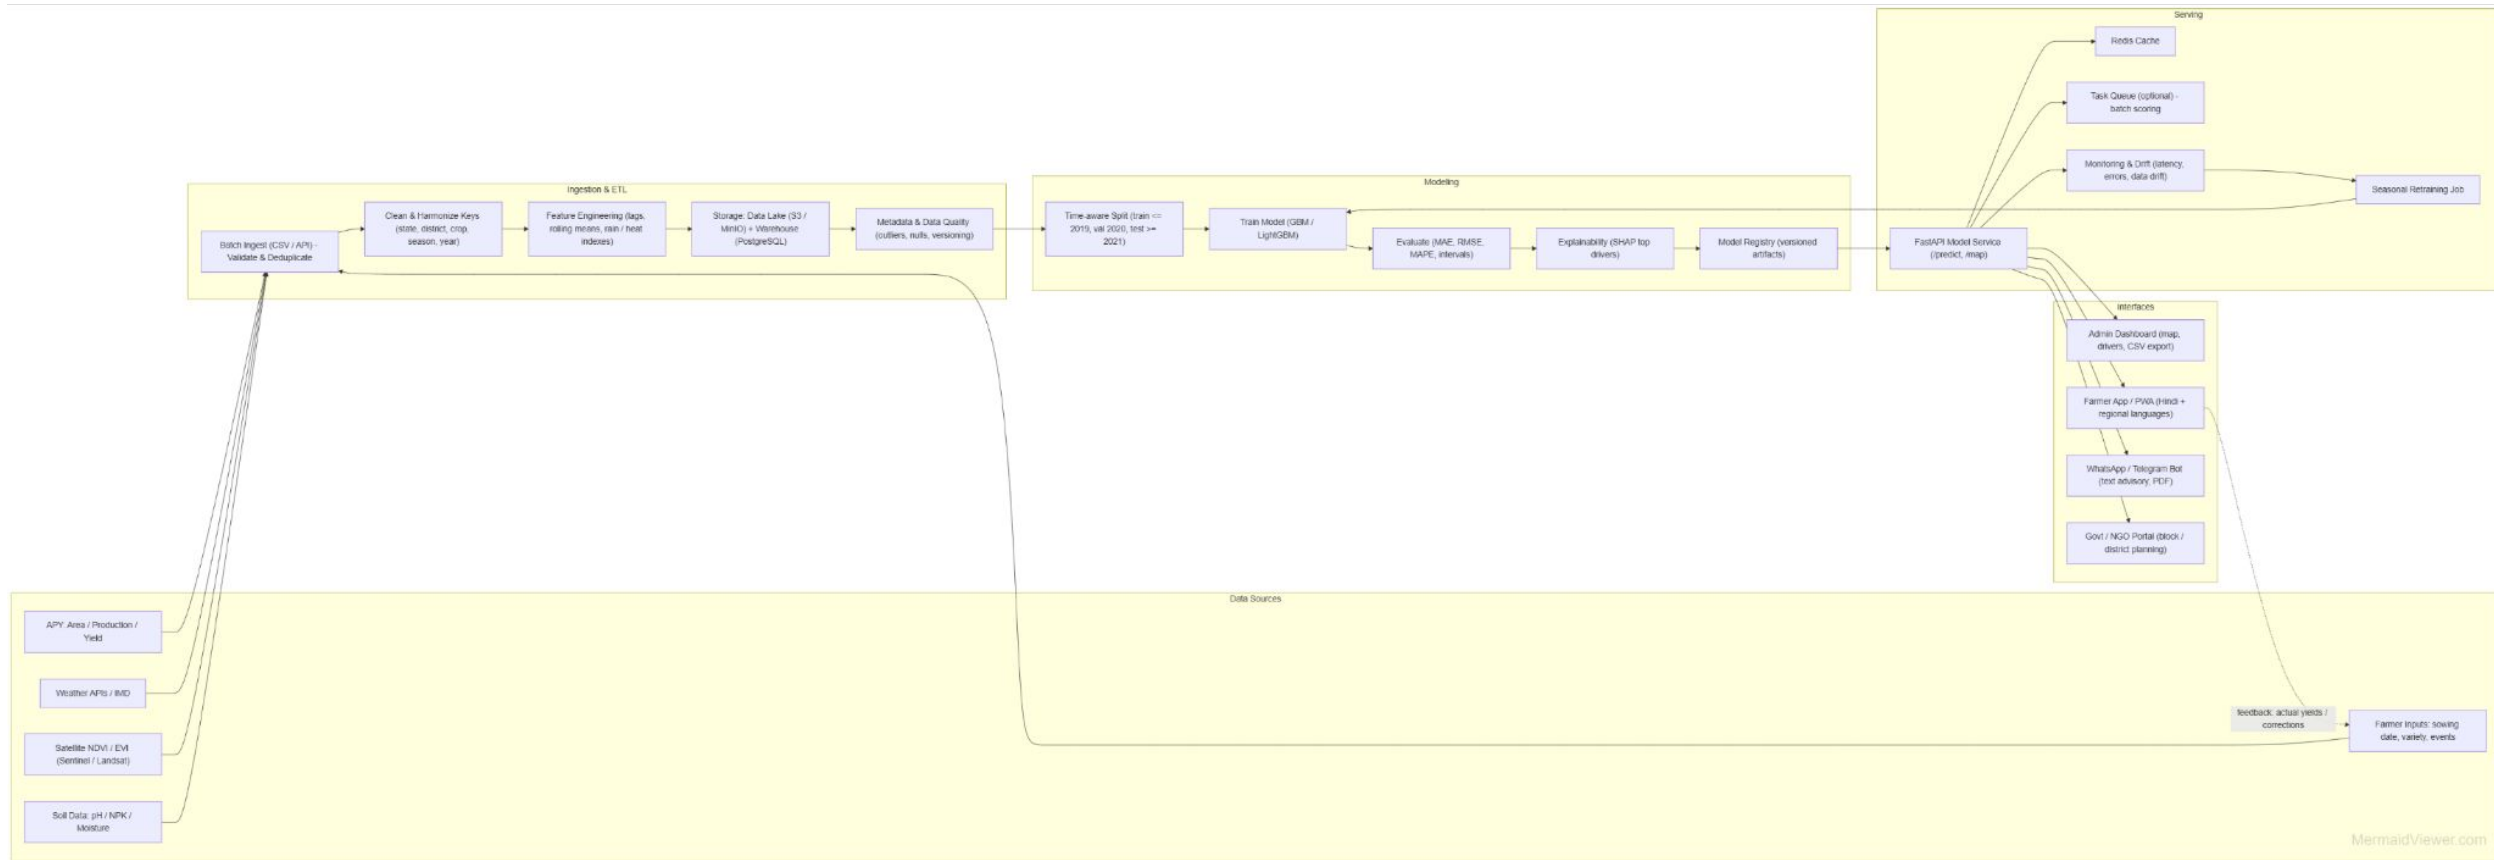 Serving
Redis Cache
Task Queue (optional) -
batch scoring
Monitoring & Drift (latency,
errors, data drift)
Seasonal Retraining Job
FastAPI Model Service
(/predict, /map)
Ingestion & ETL
Batch Ingest (CSV / API) -
Validate & Deduplicate
Clean & Harmonize Keys
(state, district, crop,
season, year)
Feature Engineering (lags,
rolling means, rain / heat
indexes)
Storage: Data Lake (S3 /
MinIO) + Warehouse
(PostgreSQL)
Metadata & Data Quality
(outliers, nulls, versioning)
Modeling
Time-aware Split (train <=
2019, val 2020, test >=
2021)
Train Model (GBM /
LightGBM)
Evaluate (MAE, RMSE,
MAPE, intervals)
Explainability (SHAP top
drivers)
Model Registry (versioned
artifacts)
Interfaces
Admin Dashboard (map,
drivers, CSV export)
Farmer App / PWA (Hindi +
regional languages)
WhatsApp / Telegram Bot
(text advisory, PDF)
Govt / NGO Portal (block /
district planning)
Data Sources
APY: Area / Production /
Yield
Weather APIs / IMD
Satellite NDVI / EVI
(Sentinel / Landsat)
Soil Data: pH / NPK /
Moisture
feedback: actual yields /
corrections
Farmer Inputs: sowing
date, variety, events
MermaidViewer.com